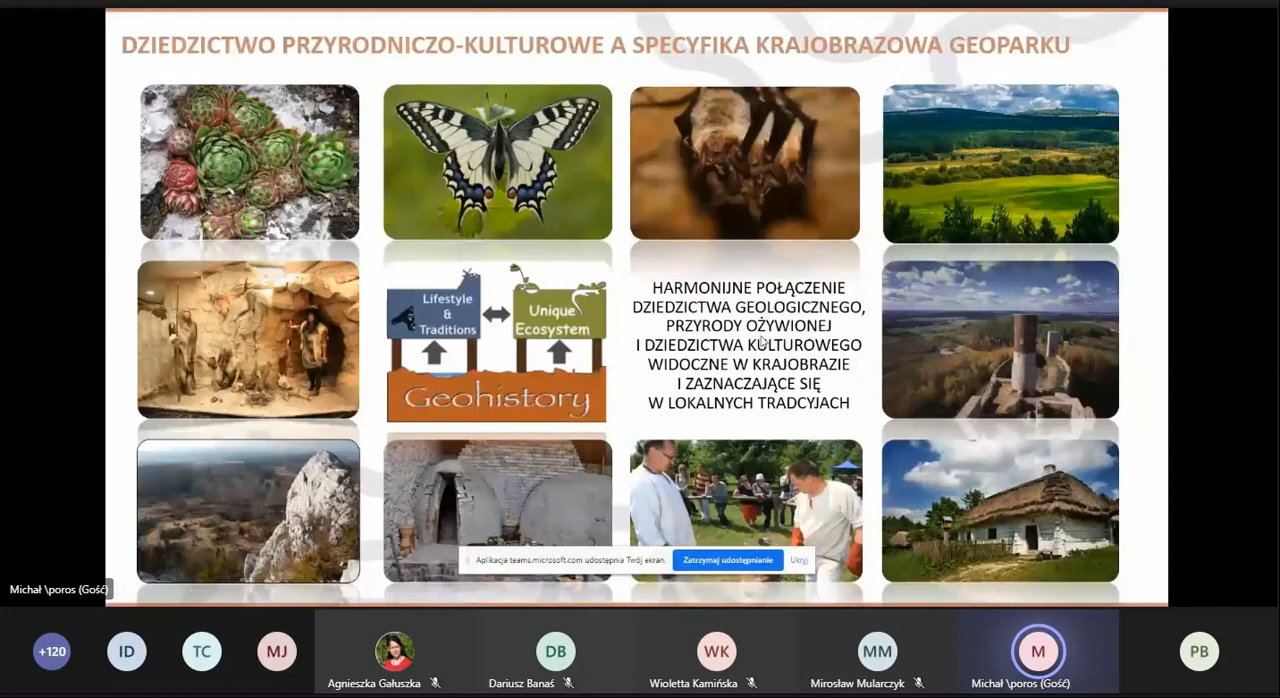 DZIEDZICTWO PRZYRODNICZO-KULTUROWE A SPECYFIKA KRAJOBRAZOWA GEOPARKU
Lifestyle
&
Traditions
Unique
Ecosystem
Geohistory
HARMONIJNE POŁĄCZENIE
DZIEDZICTWA GEOLOGICZNEGO,
PRZYRODY OŻYWIONEJ
I DZIEDZICTWA KULTUROWEGO
WIDOCZNE W KRAJOBRAZIE
I ZAZNACZAJĄCE SIĘ
W LOKALNYCH TRADCYJACH
Aplikacja teams.microsoft.com udostępnia Twój ekran.
Zatrzymaj udostępnianie
Ukryj
Michał \poros (Gość)
+120
ID
TC
MJ
Agnieszka Gałuszka
DB
Dariusz Banaś
WK
Wioletta Kamińska
MM
Mirosław Mularczyk
M
Michał \poros (Gość)
PB